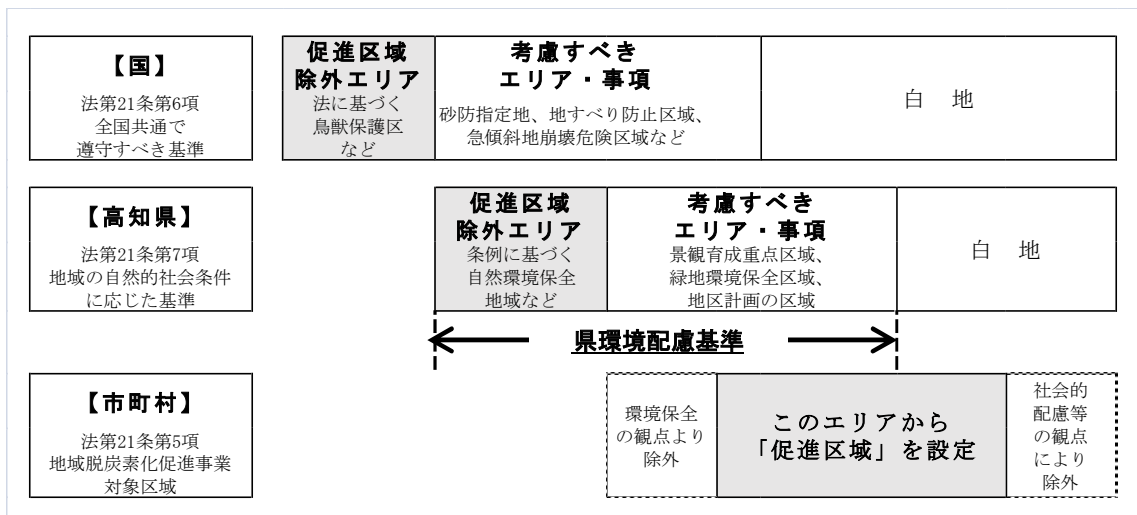 【国】
法第21条第6項
全国共通で
遵守すべき基準
促進区域
除外エリア
法に基づく
鳥獣保護区
など
考慮すべき
エリア・事項
砂防指定地、地すべり防止区域、
急傾斜地崩壊危険区域など
白地
【高知県】
法第21条第7項
地域の自然的社会条件
に応じた基準
促進区域
除外エリア
条例に基づく
自然環境保全
地域など
考慮すべき
エリア・事項
景観育成重点区域、
緑地環境保全区域、
地区計画の区域
白地
県環境配慮基準
【市町村】
法第21条第5項
地域脱炭素化促進事業
対象区域
環境保全
の観点より
除外
このエリアから
「促進区域」を設定
社会的
配慮等
の観点
により
除外